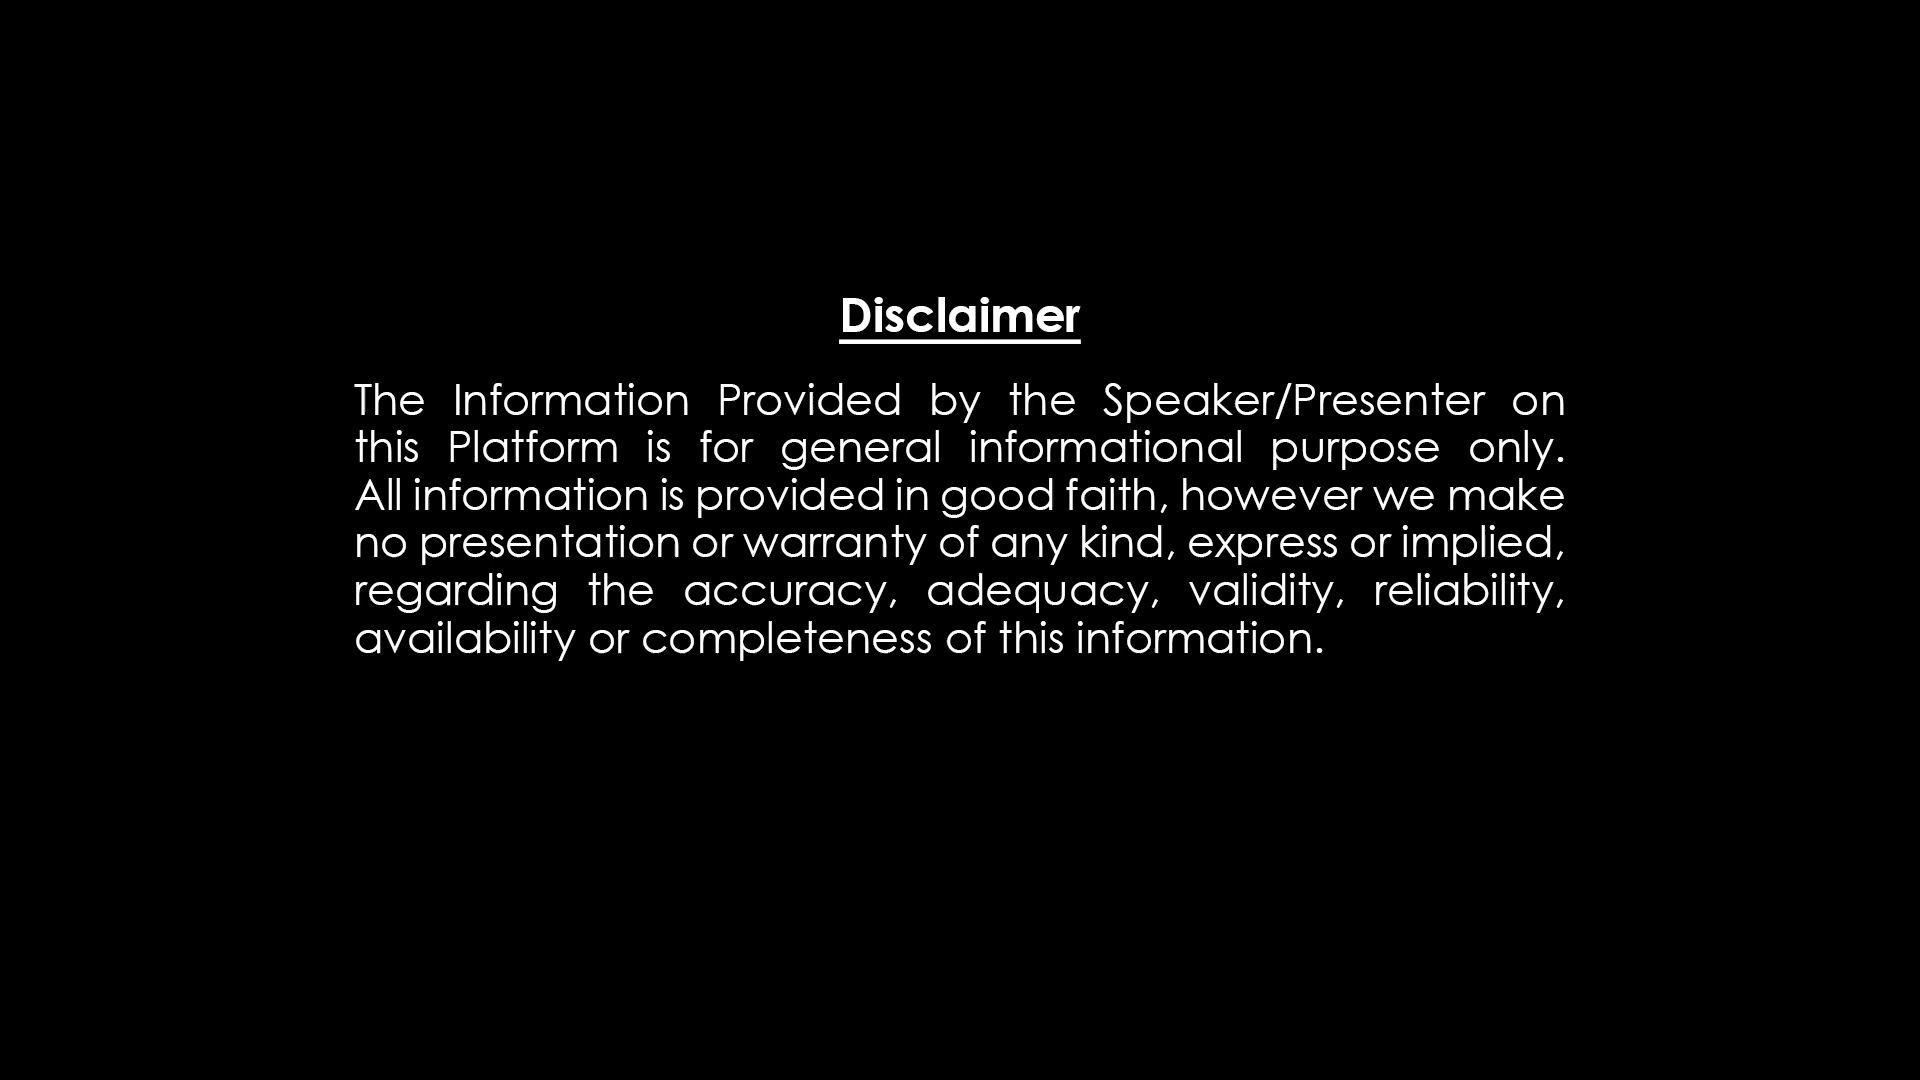 Disclaimer
The Information Provided by the Speaker/Presenter on
this Platform is for general informational purpose only.
All information is provided in good faith, however we make
no presentation or warranty of any kind, express or implied,
regarding the accuracy, adequacy, validity, reliability,
availability or completeness of this information.